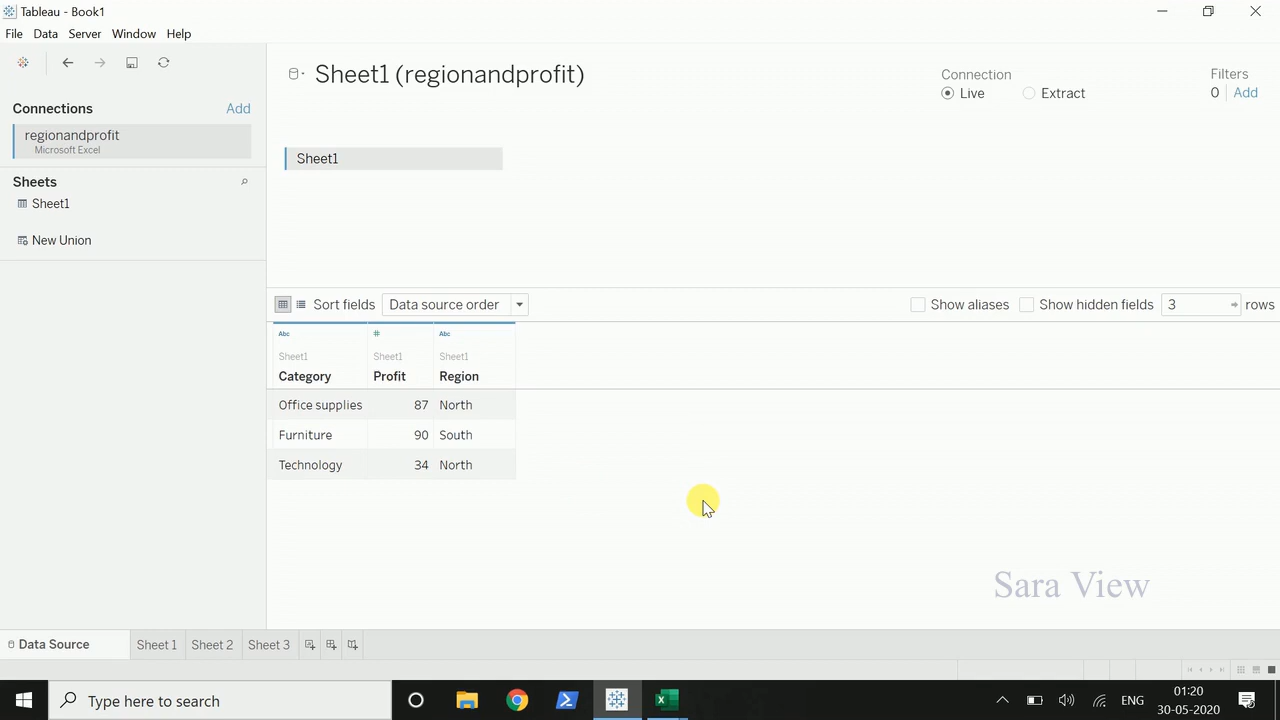 Tableau - Book1
File Data Server Window Help
Connections Add
regionandprofit
Microsoft Excel
Sheets
Sheet1
New Union
Sheet1 (regionandprofit)
Connection
Live Extract
Filters
0 Add
Sheet1
Sort fields Data source order Show aliases Show hidden fields 3 rows
Abc # Abc
Sheet1 Sheet1 Sheet1
Category Profit Region
Office supplies 87 North
Furniture 90 South
Technology 34 North
Sara View
Data Source Sheet 1 Sheet 2 Sheet 3
Type here to search
ENG
01:20
30-05-2020